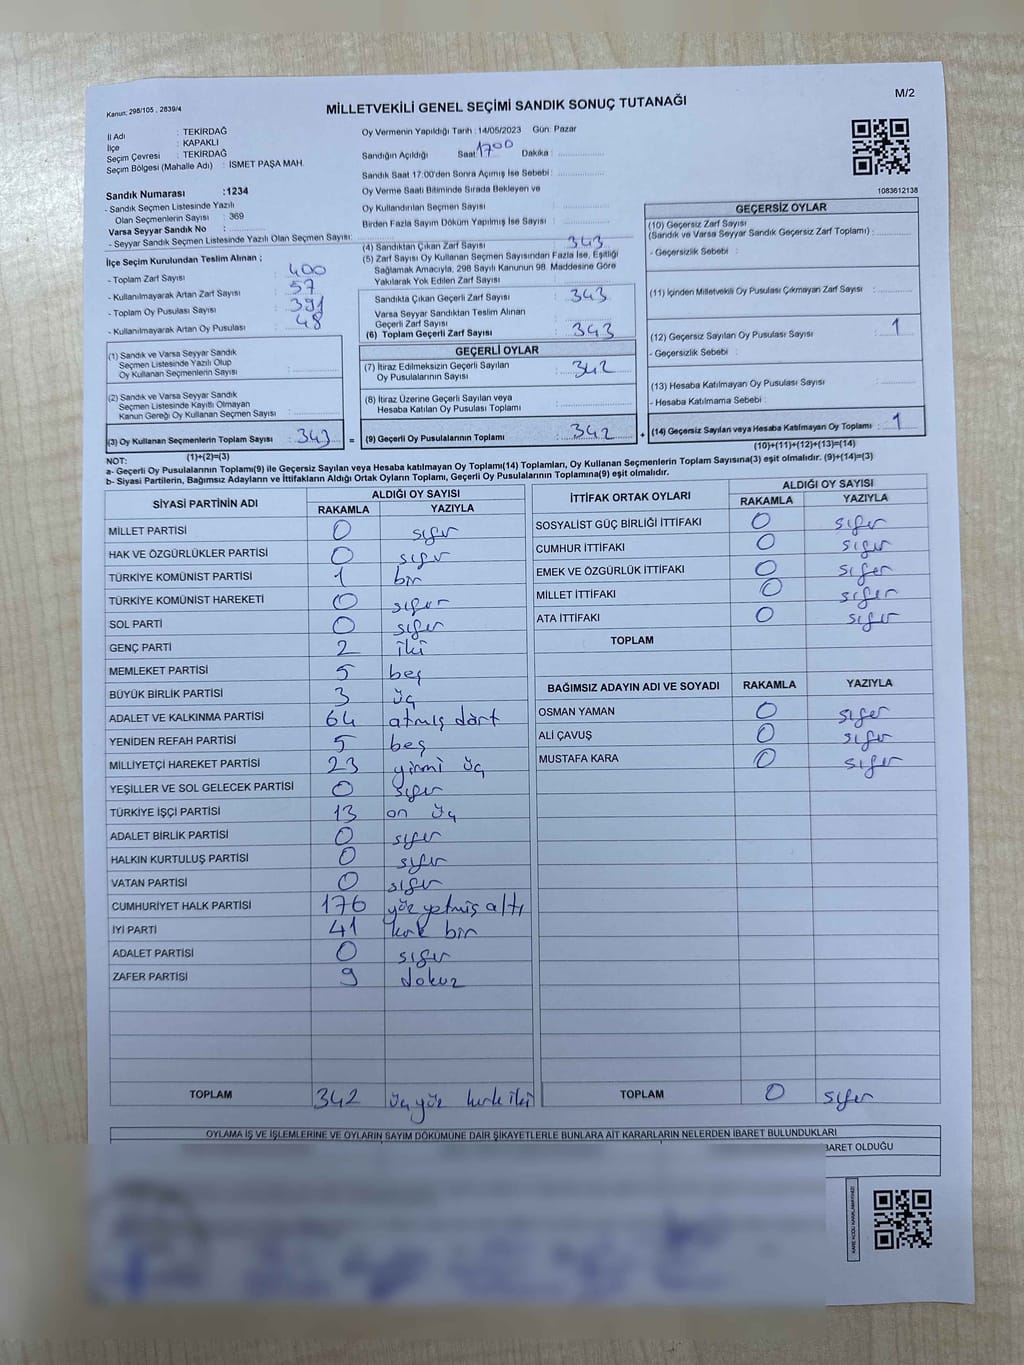 Kanun: 298/105 , 2839/4
MİLLETVEKİLİ GENEL SEÇİMİ SANDIK SONUÇ TUTANAĞI
M/2
İl Adı : TEKİRDAĞ
İlçe : KAPAKLI
Seçim Çevresi : TEKİRDAĞ
Seçim Bölgesi (Mahalle Adı) : İSMET PAŞA MAH.
Sandık Numarası :1234
- Sandık Seçmen Listesinde Yazılı
Olan Seçmenlerin Sayısı : 369
Varsa Seyyar Sandık No :
- Seyyar Sandık Seçmen Listesinde Yazılı Olan Seçmen Sayısı:
Oy Vermenin Yapıldığı Tarih : 14/05/2023 Gün: Pazar
Sandığın Açıldığı Saat: 17 00 Dakika :
Sandık Saat 17.00'den Sonra Açımış İse Sebebi :
Oy Verme Saati Bitiminde Sırada Bekleyen ve
Oy Kullandırılan Seçmen Sayısı :
Birden Fazla Sayım Döküm Yapılmış İse Sayısı :
1083612138
İlçe Seçim Kurulundan Teslim Alınan ;
- Toplam Zarf Sayısı : 400
- Kullanılmayarak Artan Zarf Sayısı : 57
- Toplam Oy Pusulası Sayısı : 391
- Kullanılmayarak Artan Oy Pusulası : 48
(1) Sandık ve Varsa Seyyar Sandık
Seçmen Listesinde Yazılı Olup
Oy Kullanan Seçmenlerin Sayısı :
(2) Sandık ve Varsa Seyyar Sandık
Seçmen Listesinde Kayıtlı Olmayan
Kanun Gereği Oy Kullanan Seçmen Sayısı :
(3) Oy Kullanan Seçmenlerin Toplam Sayısı : 343 =
(1)+(2)=(3)
(4) Sandıktan Çıkan Zarf Sayısı : 343
(5) Zarf Sayısı Oy Kullanan Seçmen Sayısından Fazla İse, Eşitliği
Sağlamak Amacıyla, 298 Sayılı Kanunun 98. Maddesine Göre
Yakılarak Yok Edilen Zarf Sayısı :
Sandıkta Çıkan Geçerli Zarf Sayısı : 343
Varsa Seyyar Sandıktan Teslim Alınan
Geçerli Zarf Sayısı :
(6) Toplam Geçerli Zarf Sayısı : 343
GEÇERLİ OYLAR
(7) İtiraz Edilmeksizin Geçerli Sayılan
Oy Pusulalarının Sayısı : 342
(8) İtiraz Üzerine Geçerli Sayılan veya
Hesaba Katılan Oy Pusulası Toplamı :
(9) Geçerli Oy Pusulalarının Toplamı : 342 +
GEÇERSİZ OYLAR
(10) Geçersiz Zarf Sayısı
(Sandık ve Varsa Seyyar Sandık Geçersiz Zarf Toplamı) :
- Geçersizlik Sebebi :
(11) İçinden Milletvekili Oy Pusulası Çıkmayan Zarf Sayısı :
(12) Geçersiz Sayılan Oy Pusulası Sayısı : 1
- Geçersizlik Sebebi :
(13) Hesaba Katılmayan Oy Pusulası Sayısı :
- Hesaba Katılmama Sebebi :
(14) Geçersiz Sayılan veya Hesaba Katılmayan Oy Toplamı : 1
(10)+(11)+(12)+(13)=(14)
NOT:
a- Geçerli Oy Pusulalarının Toplamı(9) ile Geçersiz Sayılan veya Hesaba katılmayan Oy Toplamı(14) Toplamları, Oy Kullanan Seçmenlerin Toplam Sayısına(3) eşit olmalıdır. (9)+(14)=(3)
b- Siyasi Partilerin, Bağımsız Adayların ve İttifakların Aldığı Ortak Oyların Toplamı, Geçerli Oy Pusulalarının Toplamına(9) eşit olmalıdır.
SİYASİ PARTİNİN ADI ALDIĞI OY SAYISI
RAKAMLA YAZIYLA
MİLLET PARTİSİ 0 sıfır
HAK VE ÖZGÜRLÜKLER PARTİSİ 0 sıfır
TÜRKİYE KOMÜNİST PARTİSİ 1 bir
TÜRKİYE KOMÜNİST HAREKETİ 0 sıfır
SOL PARTİ 0 sıfır
GENÇ PARTİ 2 iki
MEMLEKET PARTİSİ 5 beş
BÜYÜK BİRLİK PARTİSİ 3 üç
ADALET VE KALKINMA PARTİSİ 64 atmış dört
YENİDEN REFAH PARTİSİ 5 beş
MİLLİYETÇİ HAREKET PARTİSİ 23 yirmi üç
YEŞİLLER VE SOL GELECEK PARTİSİ 0 sıfır
TÜRKİYE İŞÇİ PARTİSİ 13 on üç
ADALET BİRLİK PARTİSİ 0 sıfır
HALKIN KURTULUŞ PARTİSİ 0 sıfır
VATAN PARTİSİ 0 sıfır
CUMHURİYET HALK PARTİSİ 176 yüz yetmiş altı
İYİ PARTİ 41 kırk bir
ADALET PARTİSİ 0 sıfır
ZAFER PARTİSİ 9 dokuz
TOPLAM 342 üç yüz kırk iki
İTTİFAK ORTAK OYLARI ALDIĞI OY SAYISI
RAKAMLA YAZIYLA
SOSYALİST GÜÇ BİRLİĞİ İTTİFAKI 0 sıfır
CUMHUR İTTİFAKI 0 sıfır
EMEK VE ÖZGÜRLÜK İTTİFAKI 0 sıfır
MİLLET İTTİFAKI 0 sıfır
ATA İTTİFAKI 0 sıfır
TOPLAM
BAĞIMSIZ ADAYIN ADI VE SOYADI RAKAMLA YAZIYLA
OSMAN YAMAN 0 sıfır
ALİ ÇAVUŞ 0 sıfır
MUSTAFA KARA 0 sıfır
TOPLAM 0 sıfır
OYLAMA İŞ VE İŞLEMLERİNE VE OYLARIN SAYIM DÖKÜMÜNE DAİR ŞİKAYETLERLE BUNLARA AİT KARARLARIN NELERDEN İBARET BULUNDUKLARI
BARET OLDUĞU